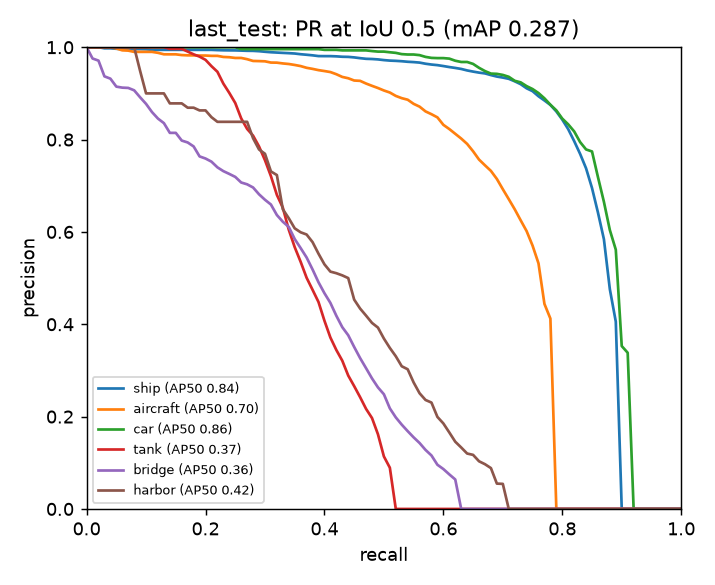 last_test: PR at IoU 0.5 (mAP 0.287)
precision
1.0
0.8
0.6
0.4
0.2
0.0
ship (AP50 0.84)
aircraft (AP50 0.70)
car (AP50 0.86)
tank (AP50 0.37)
bridge (AP50 0.36)
harbor (AP50 0.42)
0.0 0.2 0.4 0.6 0.8 1.0
recall